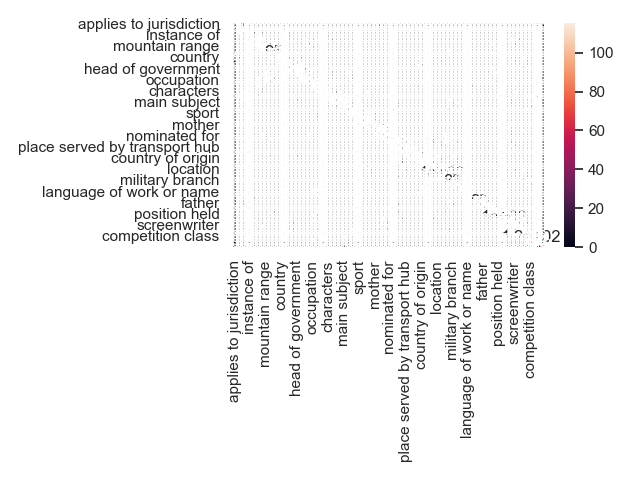 applies to jurisdiction
instance of
mountain range
country
head of government
occupation
characters
main subject
sport
mother
nominated for
place served by transport hub
country of origin
location
military branch
language of work or name
father
position held
screenwriter
competition class
100
80
60
40
20
0
applies to jurisdiction
instance of
mountain range
country
head of government
occupation
characters
main subject
sport
mother
nominated for
place served by transport hub
country of origin
location
military branch
language of work or name
father
position held
screenwriter
competition class